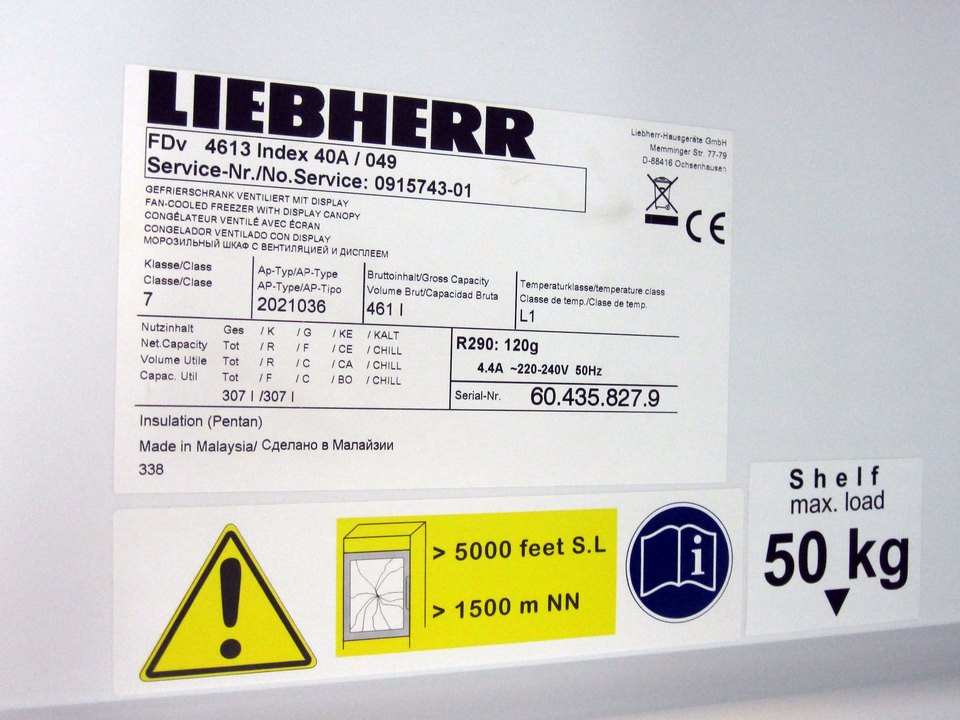 LIEBHERR
FDv 4613 Index 40A / 049
Service-Nr./No.Service: 0915743-01
Liebherr-Hausgeräte GmbH
Memminger Str. 77-79
D-88416 Ochsenhausen
CE
GEFRIERSCHRANK VENTILIERT MIT DISPLAY
FAN-COOLED FREEZER WITH DISPLAY CANOPY
CONGÉLATEUR VENTILÉ AVEC ÉCRAN
CONGELADOR VENTILADO CON DISPLAY
МОРОЗИЛЬНЫЙ ШКАФ С ВЕНТИЛЯЦИЕЙ И ДИСПЛЕЕМ
Klasse/Class
Classe/Clase
7
Ap-Typ/AP-Type
AP-Type/AP-Tipo
2021036
Bruttoinhalt/Gross Capacity
Volume Brut/Capacidad Bruta
461 l
Temperaturklasse/temperature class
Classe de temp./Clase de temp.
L1
Nutzinhalt Ges / K / G / KE / KALT
Net.Capacity Tot / R / F / CE / CHILL
Volume Utile Tot / R / C / CA / CHILL
Capac. Util Tot / F / C / BO / CHILL
307 l /307 l
R290: 120g
4.4A ~220-240V 50Hz
Serial-Nr. 60.435.827.9
Insulation (Pentan)
Made in Malaysia/ Сделано в Малайзии
338
> 5000 feet S.L
> 1500 m NN
i
Shelf
max. load
50 kg